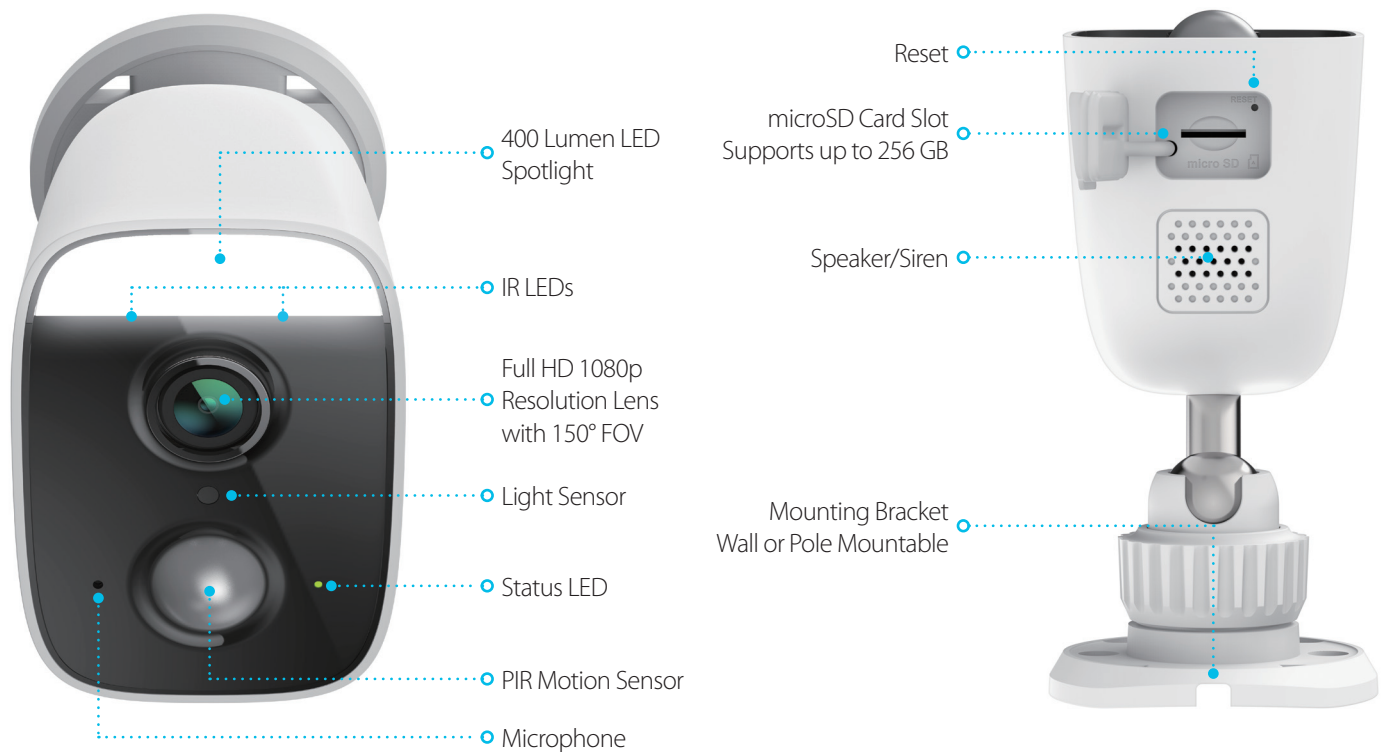 400 Lumen LED
Spotlight
IR LEDs
Full HD 1080p
Resolution Lens
with 150° FOV
Light Sensor
Status LED
PIR Motion Sensor
Microphone
Reset
microSD Card Slot
Supports up to 256 GB
RESET
micro SD
Speaker/Siren
Mounting Bracket
Wall or Pole Mountable